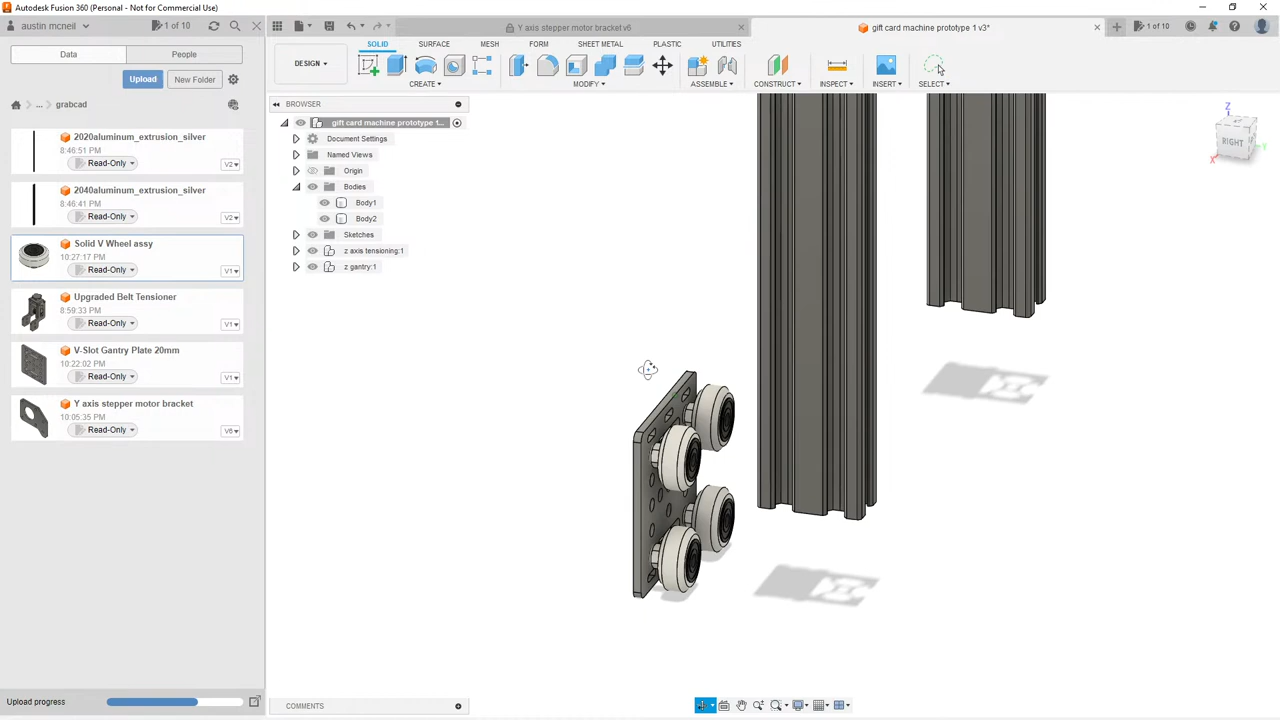 Autodesk Fusion 360 (Personal - Not for Commercial Use)
austin mcneil
1 of 10
Y axis stepper motor bracket v6
gift card machine prototype 1 v3*
1 of 10
Data
People
SOLID
SURFACE
MESH
FORM
SHEET METAL
PLASTIC
UTILITIES
DESIGN
Upload
New Folder
CREATE
MODIFY
ASSEMBLE
CONSTRUCT
INSPECT
INSERT
SELECT
... grabcad
BROWSER
gift card machine prototype 1...
Document Settings
Named Views
Origin
Bodies
Body1
Body2
Sketches
z axis tensioning:1
z gantry:1
2020aluminum_extrusion_silver
8:46:51 PM
Read-Only
V2
2040aluminum_extrusion_silver
8:46:41 PM
Read-Only
V2
Solid V Wheel assy
10:27:17 PM
Read-Only
V1
Upgraded Belt Tensioner
8:59:33 PM
Read-Only
V1
V-Slot Gantry Plate 20mm
10:22:02 PM
Read-Only
V1
Y axis stepper motor bracket
10:05:35 PM
Read-Only
V6
Z
RIGHT
X
Y
Upload progress
COMMENTS